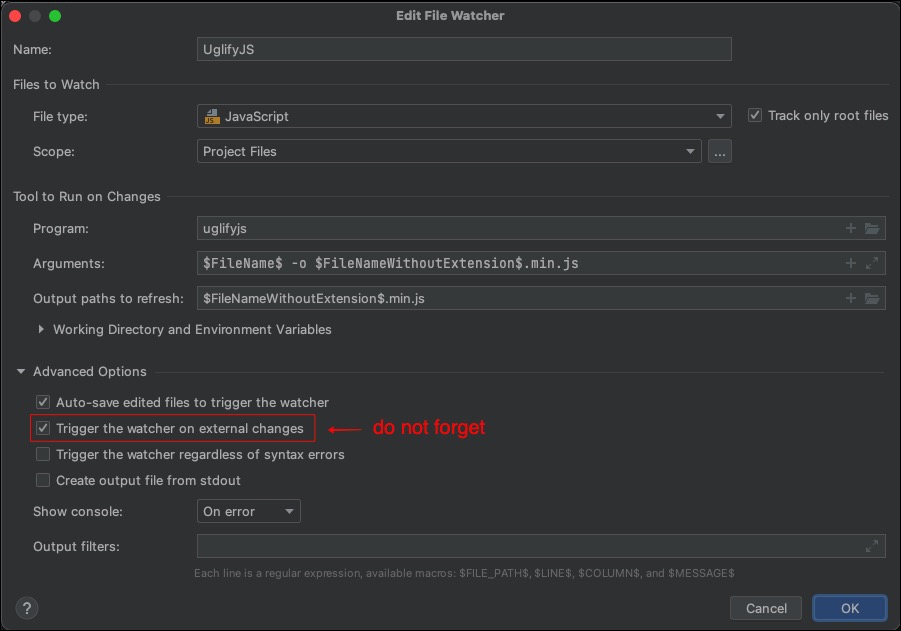 Edit File Watcher
Name: UglifyJS
Files to Watch
File type: JS JavaScript Track only root files
Scope: Project Files ...
Tool to Run on Changes
Program: uglifyjs
Arguments: $FileName$ -o $FileNameWithoutExtension$.min.js
Output paths to refresh: $FileNameWithoutExtension$.min.js
Working Directory and Environment Variables
Advanced Options
Auto-save edited files to trigger the watcher
Trigger the watcher on external changes do not forget
Trigger the watcher regardless of syntax errors
Create output file from stdout
Show console: On error
Output filters:
Each line is a regular expression, available macros: $FILE_PATH$, $LINE$, $COLUMN$, and $MESSAGE$
? Cancel OK